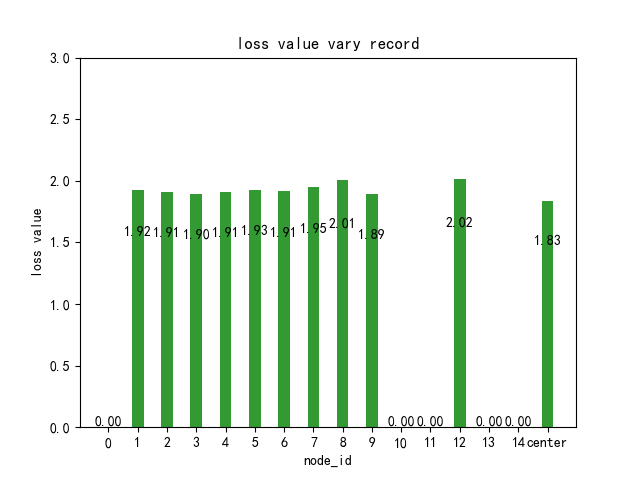 loss value vary record
3.0
2.5
2.0
1.5
1.0
0.5
0.0
loss value
0.00 1.92 1.91 1.90 1.91 1.93 1.91 1.95 2.01 1.89 0.00 0.00 2.02 0.00 0.00 1.83
0 1 2 3 4 5 6 7 8 9 10 11 12 13 14 center
node_id